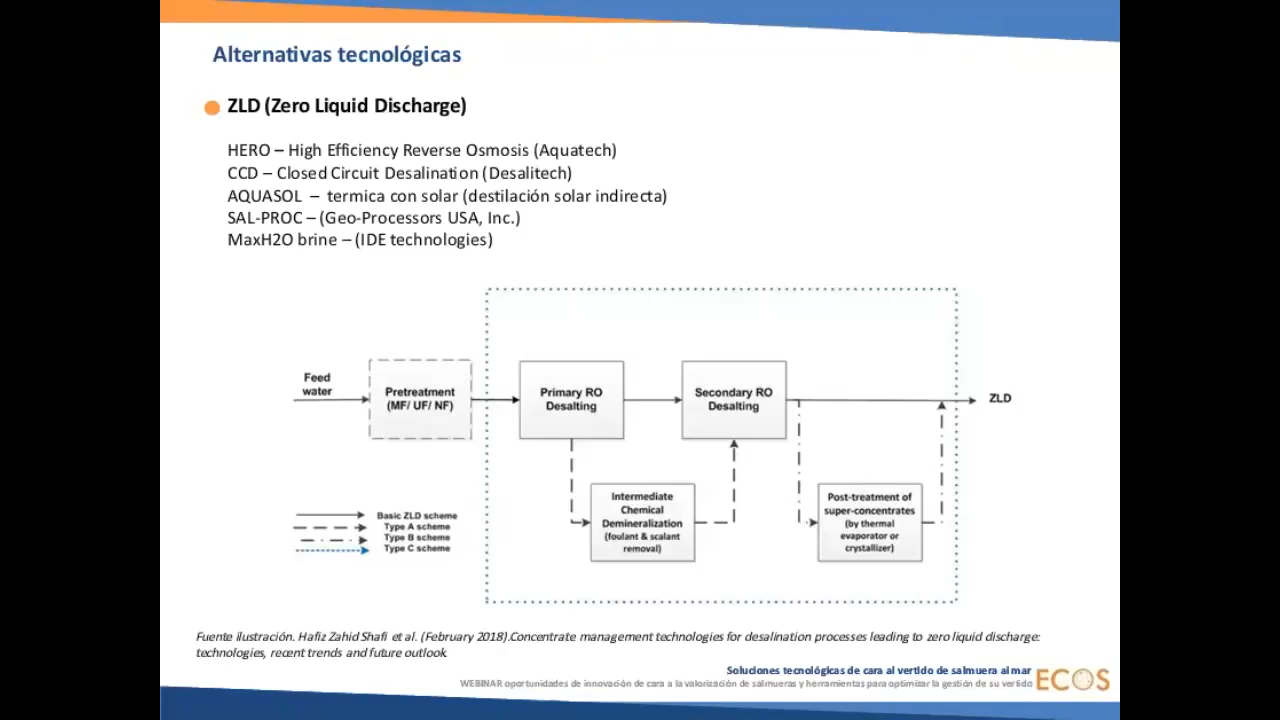 Alternativas tecnológicas
ZLD (Zero Liquid Discharge)
HERO – High Efficiency Reverse Osmosis (Aquatech)
CCD – Closed Circuit Desalination (Desalitech)
AQUASOL – termica con solar (destilación solar indirecta)
SAL-PROC – (Geo-Processors USA, Inc.)
MaxH2O brine – (IDE technologies)
Feed
water
Pretreatment
(MF/ UF/ NF)
Primary RO
Desalting
Secondary RO
Desalting
ZLD
Intermediate
Chemical
Demineralization
(foulant & scalant
removal)
Post-treatment of
super-concentrates
(by thermal
evaporator or
crystallizer)
Basic ZLD scheme
Type A scheme
Type B scheme
Type C scheme
Fuente ilustración. Hafiz Zahid Shafi et al. (February 2018).Concentrate management technologies for desalination processes leading to zero liquid discharge:
technologies, recent trends and future outlook.
Soluciones tecnológicas de cara al vertido de salmuera al mar
WEBINAR oportunidades de innovación de cara a la valorización de salmueras y herramientas para optimizar la gestión de su vertido
ECOS